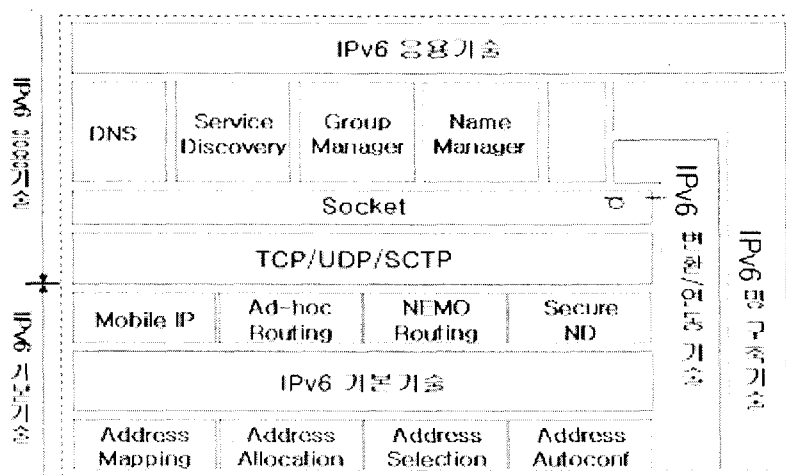 IPv6 응용기술
DNS
Service
Discovery
Group
Manager
Name
Manager
Socket
TCP/UDP/SCTP
Mobile IP
Ad-hoc
Routing
NEMO
Routing
Secure
ND
IPv6 기본기술
Address
Mapping
Address
Allocation
Address
Selection
Address
Autoconf
IPv6 응용기술
IPv6 기본기술
IPv6 변환/연동 기술
IPv6 망 구성기술